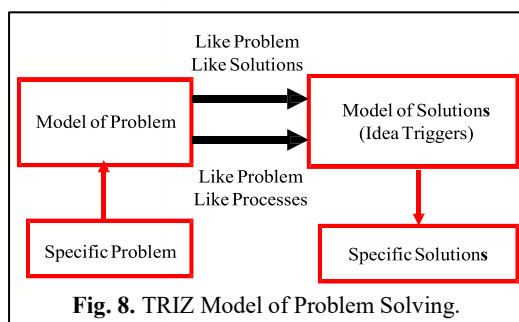 Like Problem
Like Solutions
Model of Problem
Model of Solutions
(Idea Triggers)
Like Problem
Like Processes
Specific Problem
Specific Solutions
Fig. 8. TRIZ Model of Problem Solving.